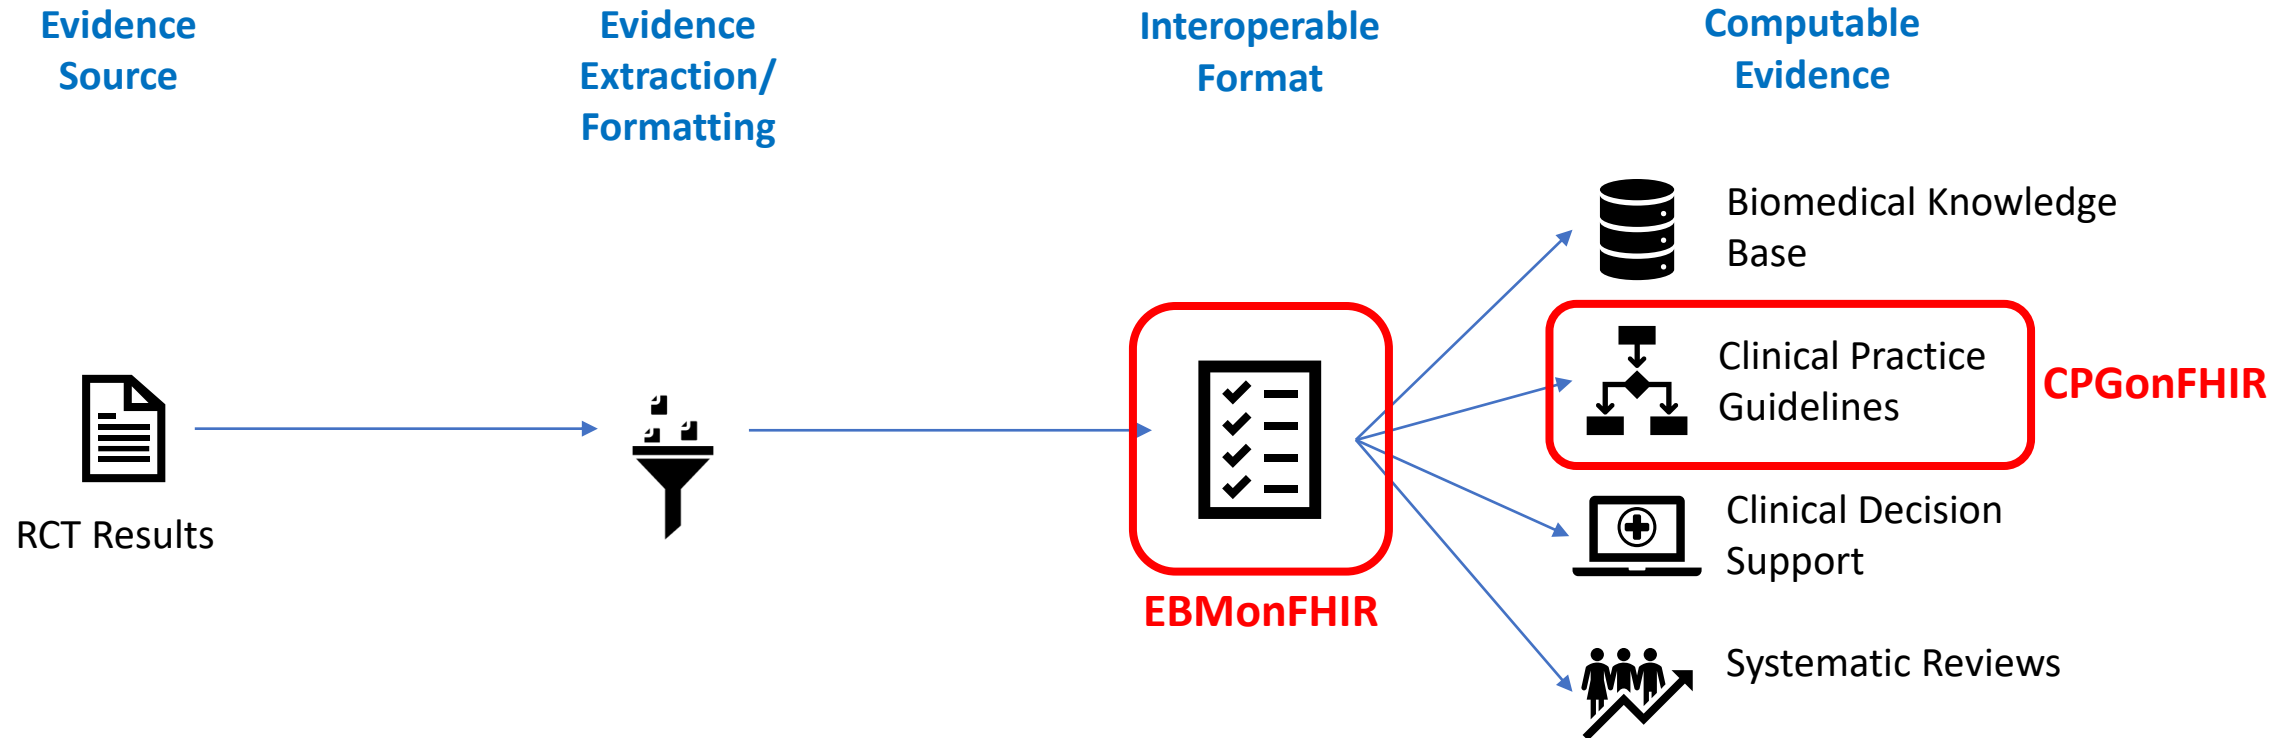 Evidence
Source
Evidence
Extraction/
Formatting
Interoperable
Format
Computable
Evidence
RCT Results
EBMonFHIR
Biomedical Knowledge
Base
Clinical Practice
Guidelines
CPGonFHIR
Clinical Decision
Support
Systematic Reviews